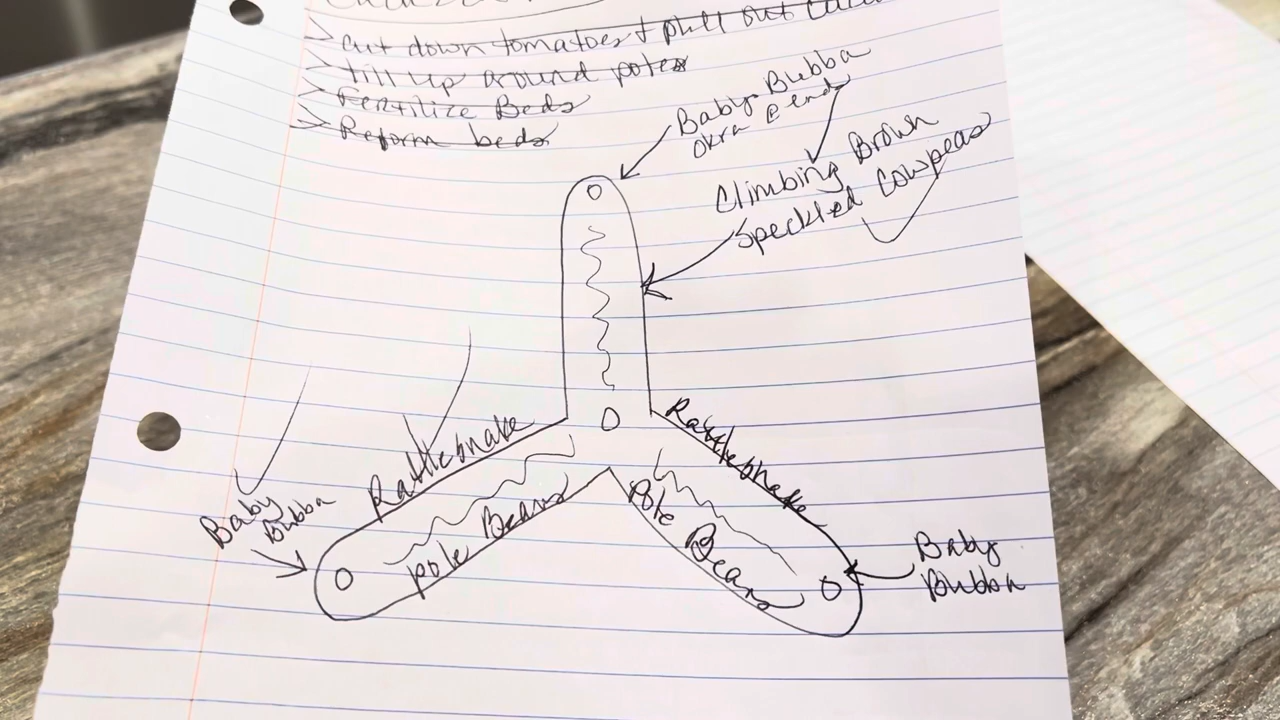 > Cut down tomatoes + pull out
> till up around poles
> Fertilize Beds
> Reform beds
Baby Bubba
okra @ ends
Climbing Brown
Speckled Cowpeas
Rattlesnake
pole Beans
Rattlesnake
Pole Beans
Baby
Bubba
Baby
Bubba